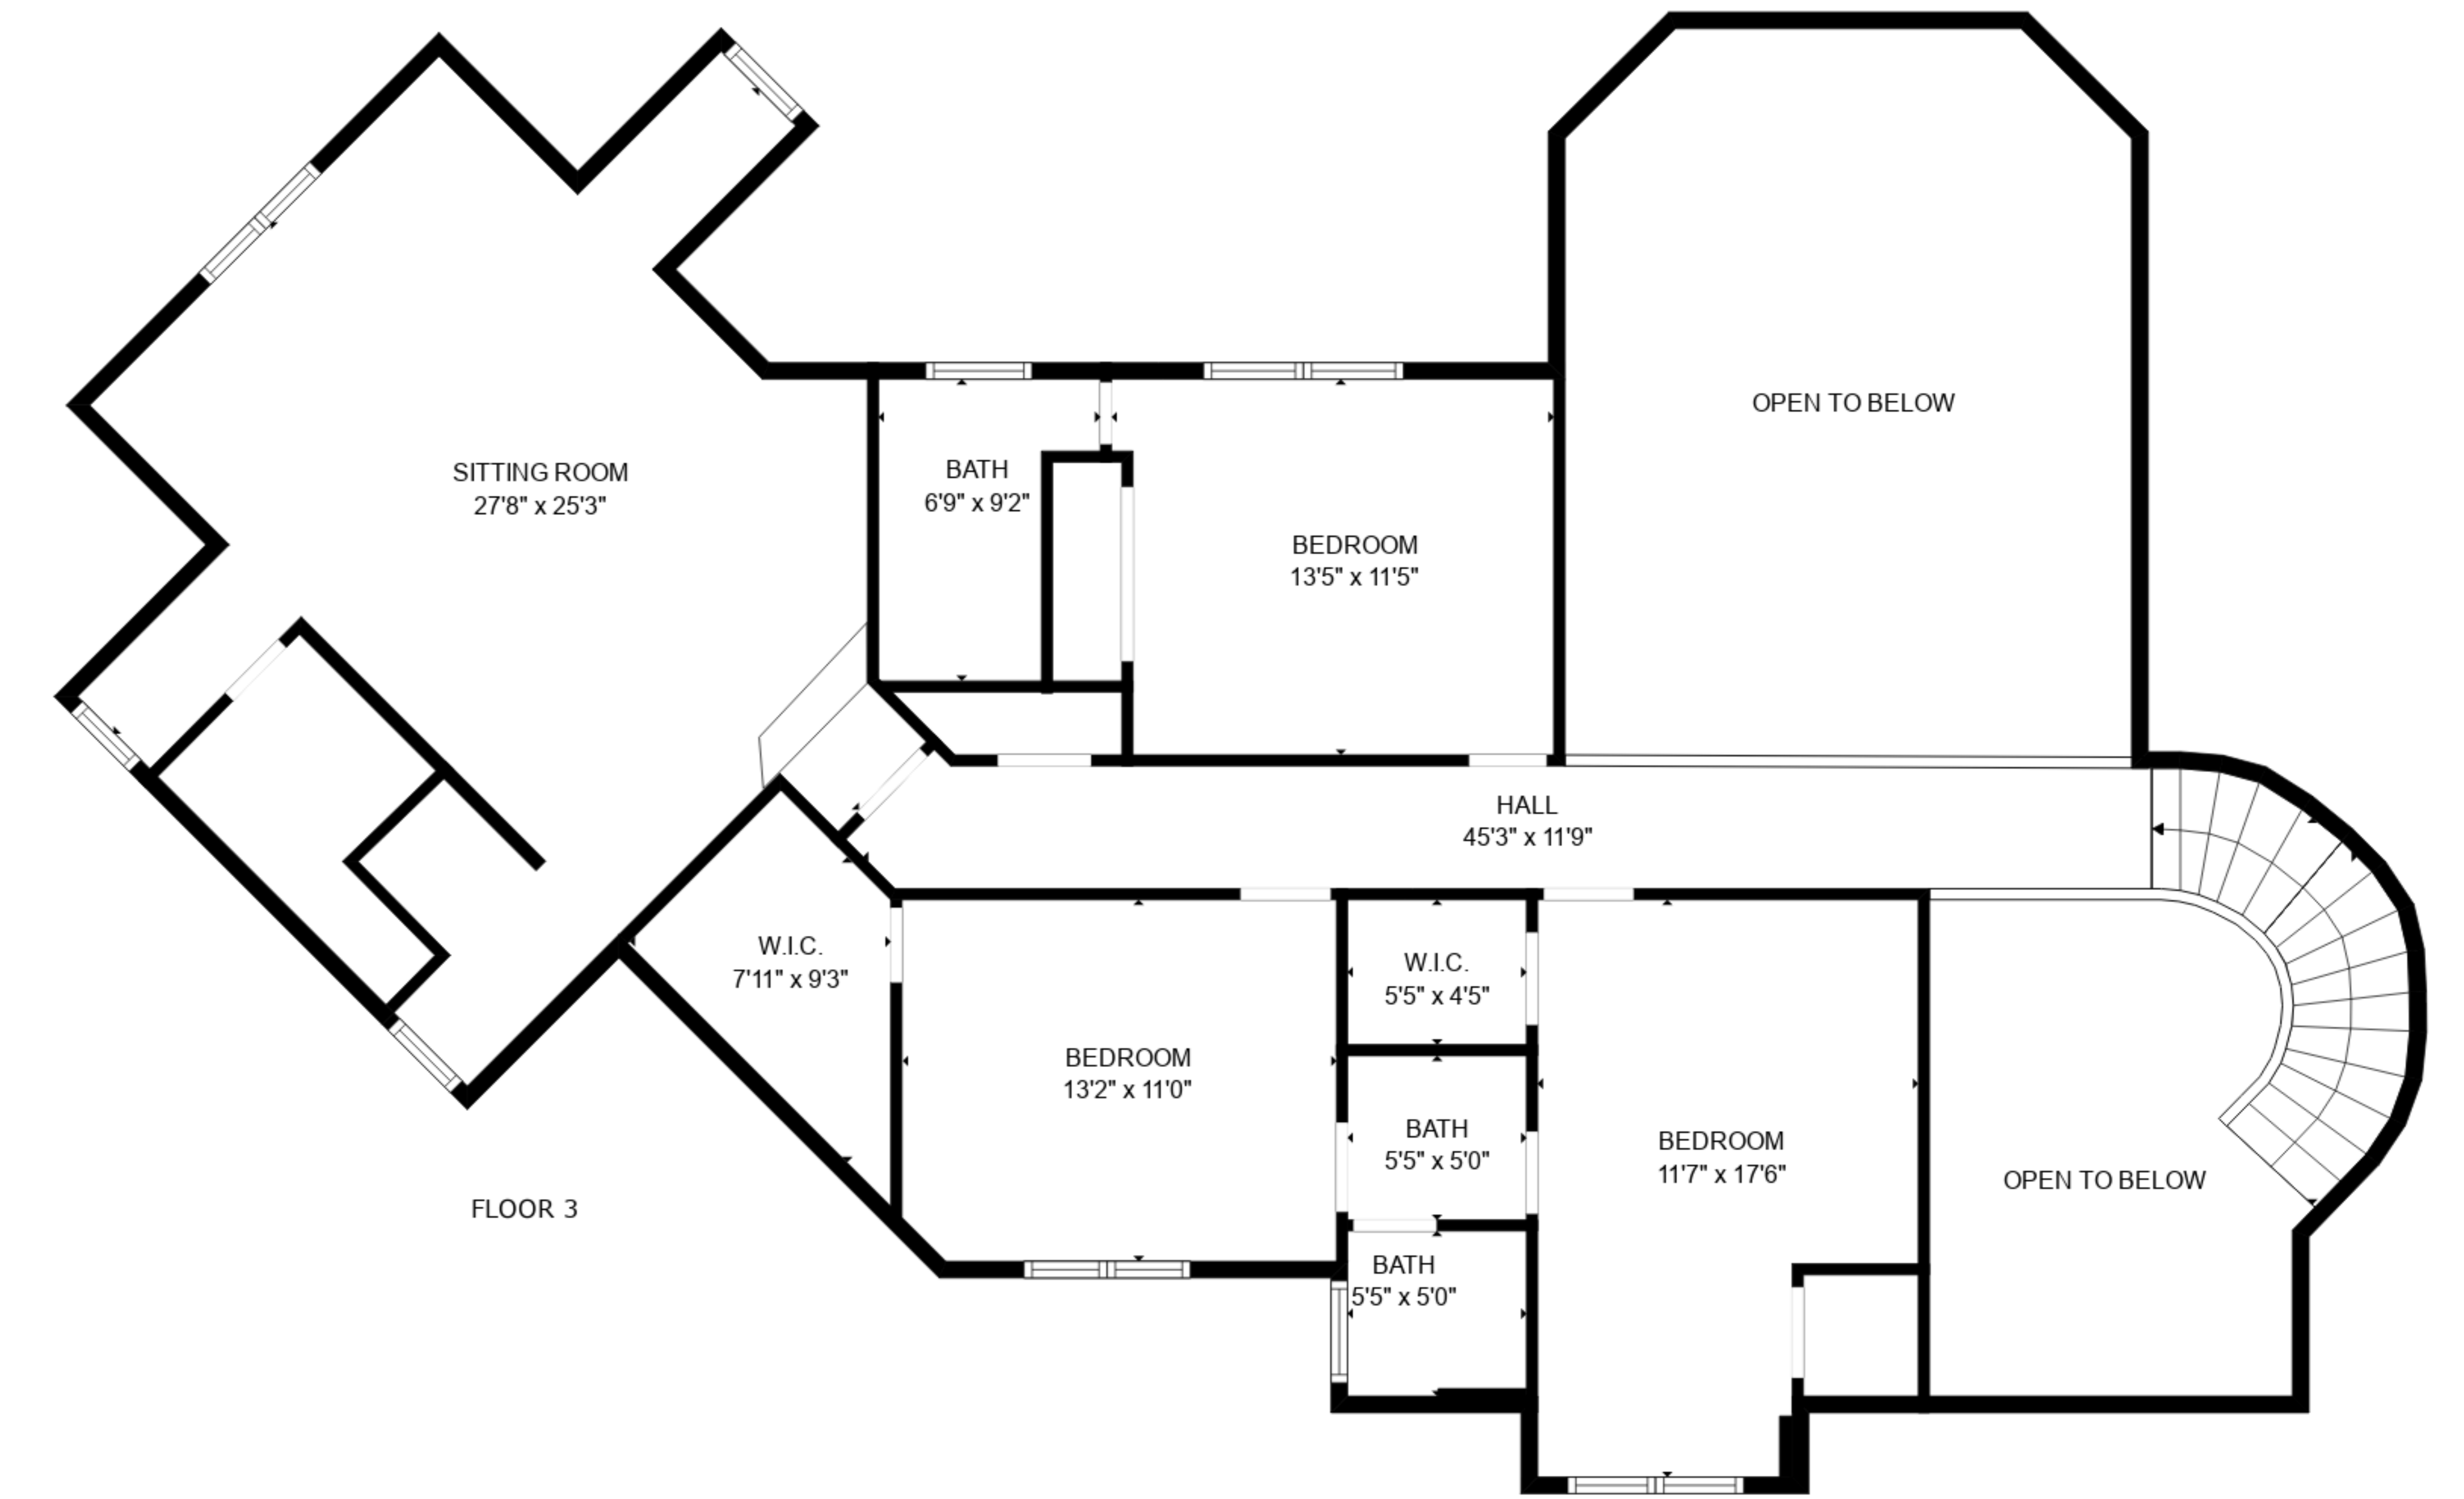 OPEN TO BELOW
SITTING ROOM
27'8" x 25'3"
BATH
6'9" x 9'2"
BEDROOM
13'5" x 11'5"
HALL
45'3" x 11'9"
W.I.C.
7'11" x 9'3"
W.I.C.
5'5" x 4'5"
BEDROOM
13'2" x 11'0"
BATH
5'5" x 5'0"
BEDROOM
11'7" x 17'6"
OPEN TO BELOW
FLOOR 3
BATH
5'5" x 5'0"